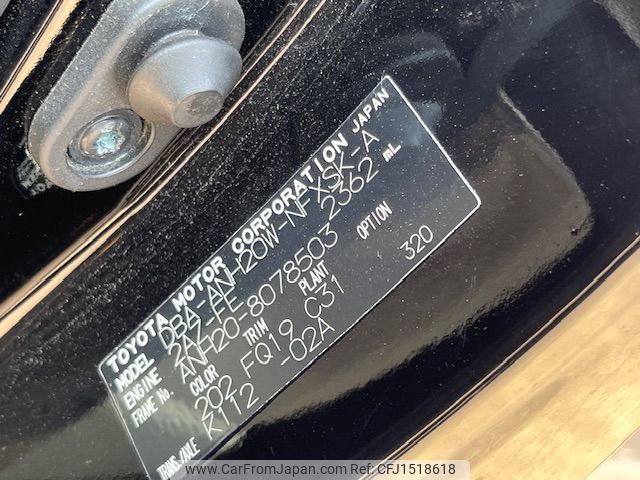 TOYOTA MOTOR CORPORATION JAPAN
MODEL DBA-ANH20W-NFXSK-A
ENGINE 2AZ-FE 2362 mL
FRAME No. ANH20-8078503
COLOR TRIM PLANT OPTION
202 FQ19 C31 320
TRANS./AXLE K112 -02A
www.carfromjapan.com CFJ1518618